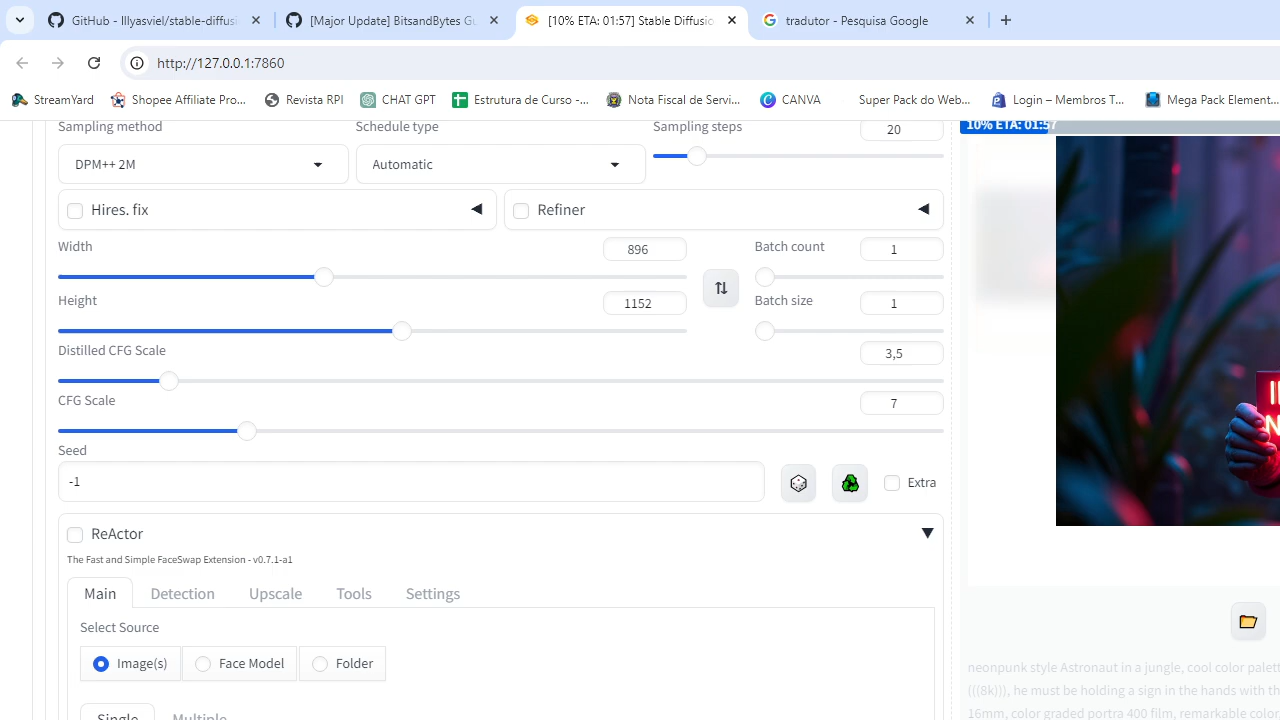 GitHub - lllyasviel/stable-diffus
[Major Update] BitsandBytes Gu
[10% ETA: 01:57] Stable Diffusio
tradutor - Pesquisa Google
http://127.0.0.1:7860
StreamYard
Shopee Affiliate Pro...
Revista RPI
CHAT GPT
Estrutura de Curso -...
Nota Fiscal de Servi...
CANVA
Super Pack do Web...
Login – Membros T...
Mega Pack Element...
Sampling method
Schedule type
Sampling steps
20
10% ETA: 01:57
DPM++ 2M
Automatic
Hires. fix
Refiner
Width
896
Batch count
1
Height
1152
Batch size
1
Distilled CFG Scale
3,5
CFG Scale
7
Seed
-1
Extra
ReActor
The Fast and Simple FaceSwap Extension - v0.7.1-a1
Main
Detection
Upscale
Tools
Settings
Select Source
Image(s)
Face Model
Folder
Single
Multiple
neonpunk style Astronaut in a jungle, cool color palett
(((8k))), he must be holding a sign in the hands with th
16mm, color graded portra 400 film, remarkable color